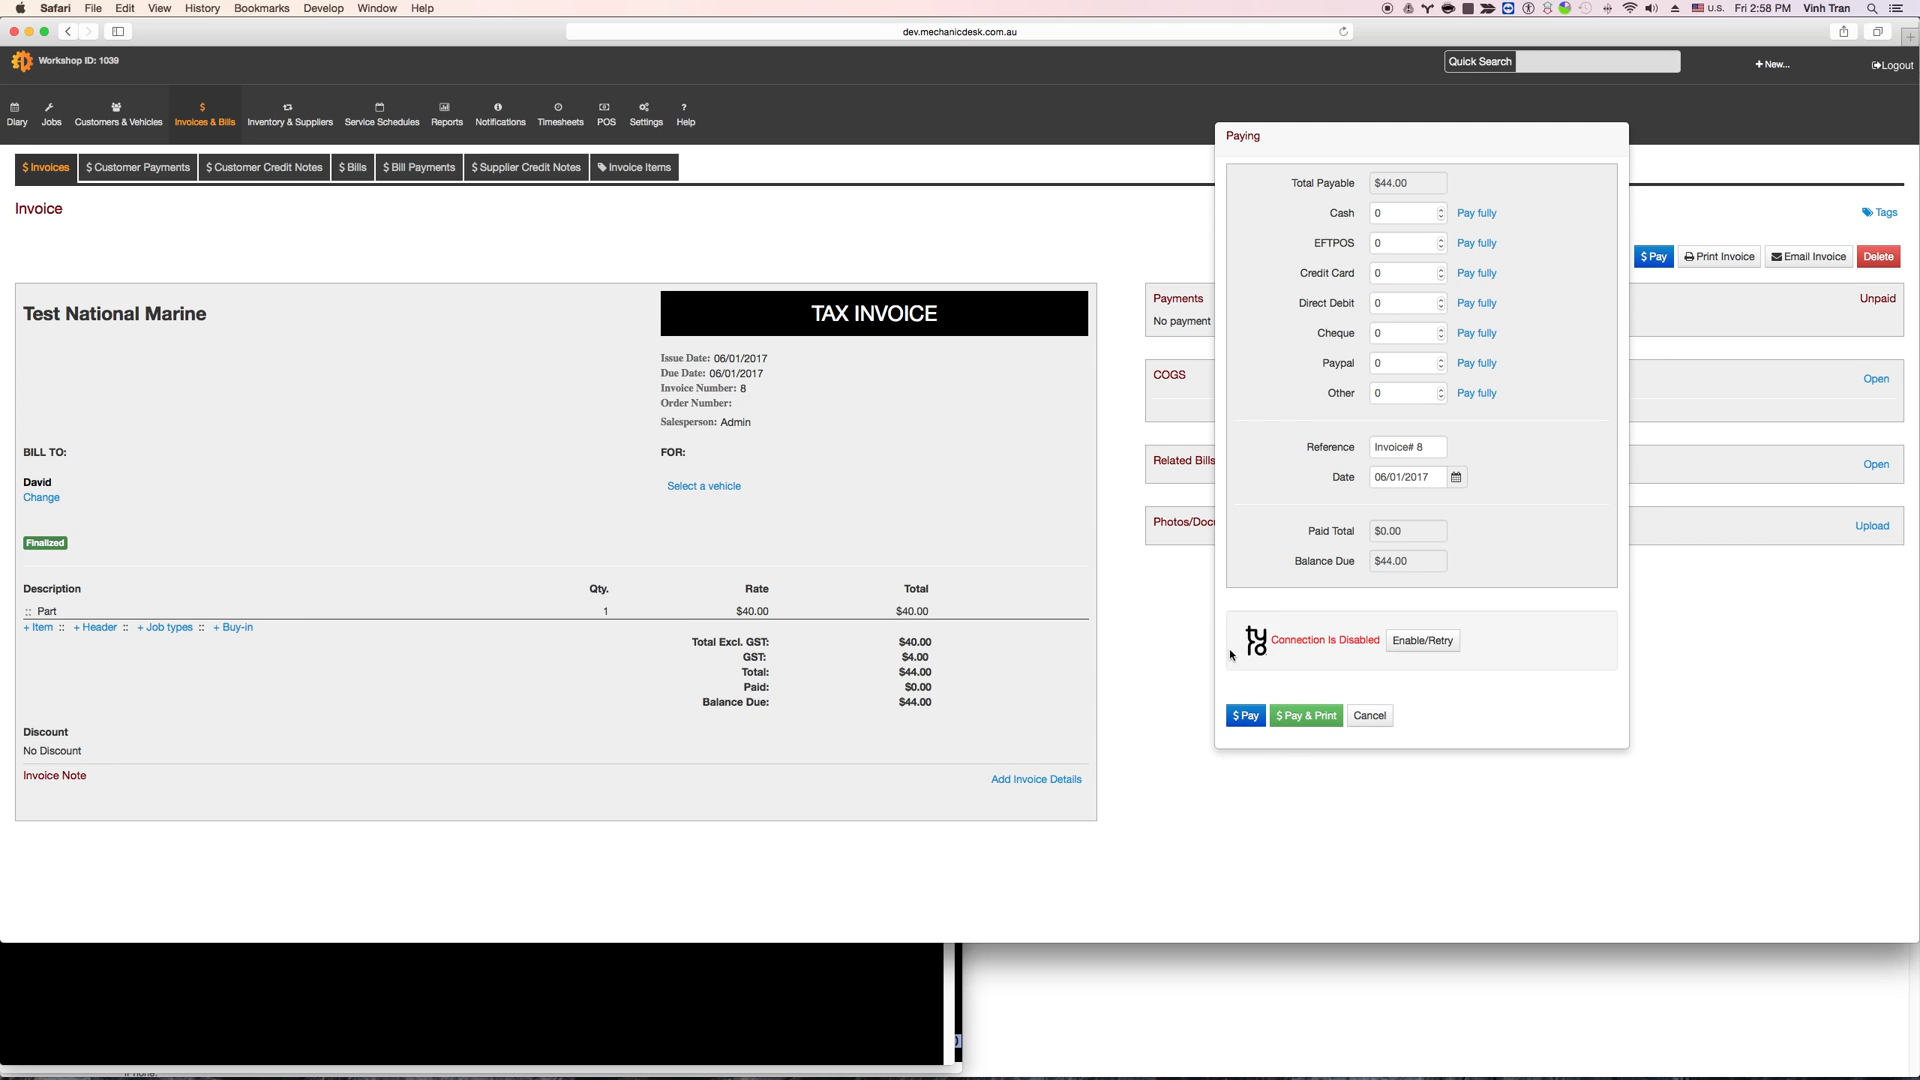 Safari File Edit View History Bookmarks Develop Window Help U.S. Fri 2:58 PM Vinh Tran
dev.mechanicdesk.com.au
Workshop ID: 1039 Quick Search + New... Logout
Diary Jobs Customers & Vehicles $ Invoices & Bills Inventory & Suppliers Service Schedules Reports Notifications Timesheets POS Settings ? Help
$ Invoices $ Customer Payments $ Customer Credit Notes $ Bills $ Bill Payments $ Supplier Credit Notes Invoice Items
Invoice
Tags
$ Pay Print Invoice Email Invoice Delete
Test National Marine
TAX INVOICE
Issue Date: 06/01/2017
Due Date: 06/01/2017
Invoice Number: 8
Order Number:
Salesperson: Admin
BILL TO:
FOR:
David
Change
Select a vehicle
Finalized
Description Qty. Rate Total
:: Part 1 $40.00 $40.00
+ Item :: + Header :: + Job types :: + Buy-in
Total Excl. GST: $40.00
GST: $4.00
Total: $44.00
Paid: $0.00
Balance Due: $44.00
Discount
No Discount
Invoice Note
Add Invoice Details
Payments Unpaid
No payment
COGS Open
Related Bills Open
Photos/Docu Upload
Paying
Total Payable $44.00
Cash 0 Pay fully
EFTPOS 0 Pay fully
Credit Card 0 Pay fully
Direct Debit 0 Pay fully
Cheque 0 Pay fully
Paypal 0 Pay fully
Other 0 Pay fully
Reference Invoice# 8
Date 06/01/2017
Paid Total $0.00
Balance Due $44.00
tyro Connection Is Disabled Enable/Retry
$ Pay $ Pay & Print Cancel